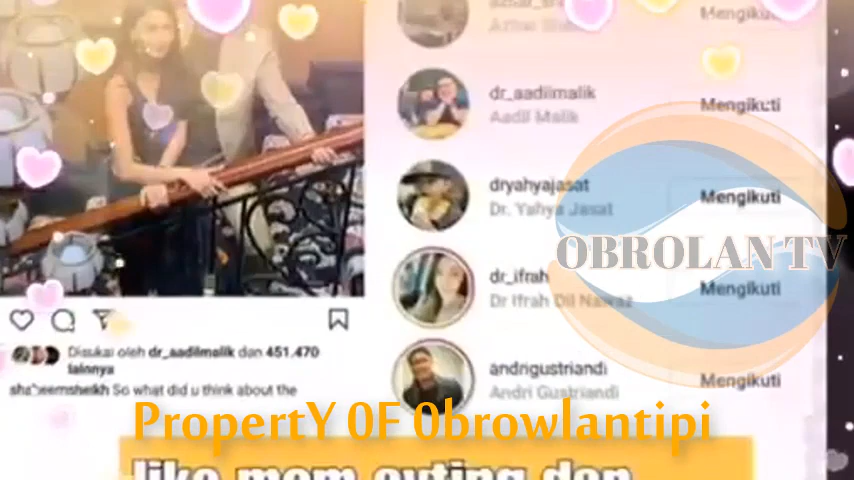 Mengikuti
dr_aadilmalik
Aadil Malik
Mengikuti
dryahyajasat
Dr. Yahya Jasat
Mengikuti
OBROLAN TV
dr_ifrah
Dr Ifrah Dil Nawaz
Mengikuti
Disukai oleh dr_aadilmalik dan 451.470
lainnya
andrigustriandi
Andri Gustriandi
Mengikuti
So what did u think about the
PropertY 0F 0browlantipi
like mom